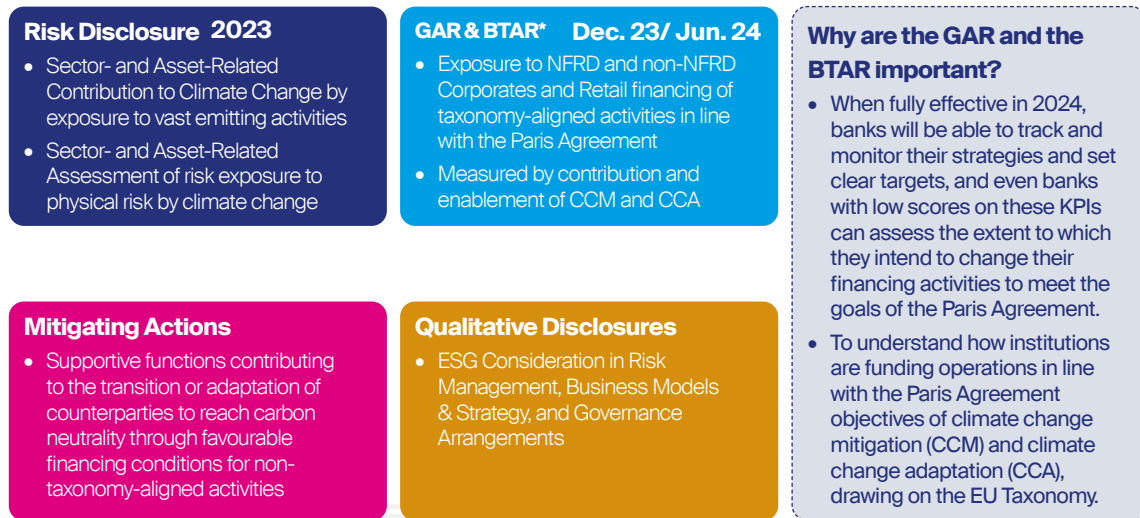 Risk Disclosure 2023
• Sector- and Asset-Related
Contribution to Climate Change by
exposure to vast emitting activities
• Sector- and Asset-Related
Assessment of risk exposure to
physical risk by climate change
GAR & BTAR* Dec. 23/ Jun. 24
• Exposure to NFRD and non-NFRD
Corporates and Retail financing of
taxonomy-aligned activities in line
with the Paris Agreement
• Measured by contribution and
enablement of CCM and CCA
Mitigating Actions
• Supportive functions contributing
to the transition or adaptation of
counterparties to reach carbon
neutrality through favourable
financing conditions for non-
taxonomy-aligned activities
Qualitative Disclosures
• ESG Consideration in Risk
Management, Business Models
& Strategy, and Governance
Arrangements
Why are the GAR and the
BTAR important?
• When fully effective in 2024,
banks will be able to track and
monitor their strategies and set
clear targets, and even banks
with low scores on these KPIs
can assess the extent to which
they intend to change their
financing activities to meet the
goals of the Paris Agreement.
• To understand how institutions
are funding operations in line
with the Paris Agreement
objectives of climate change
mitigation (CCM) and climate
change adaptation (CCA),
drawing on the EU Taxonomy.